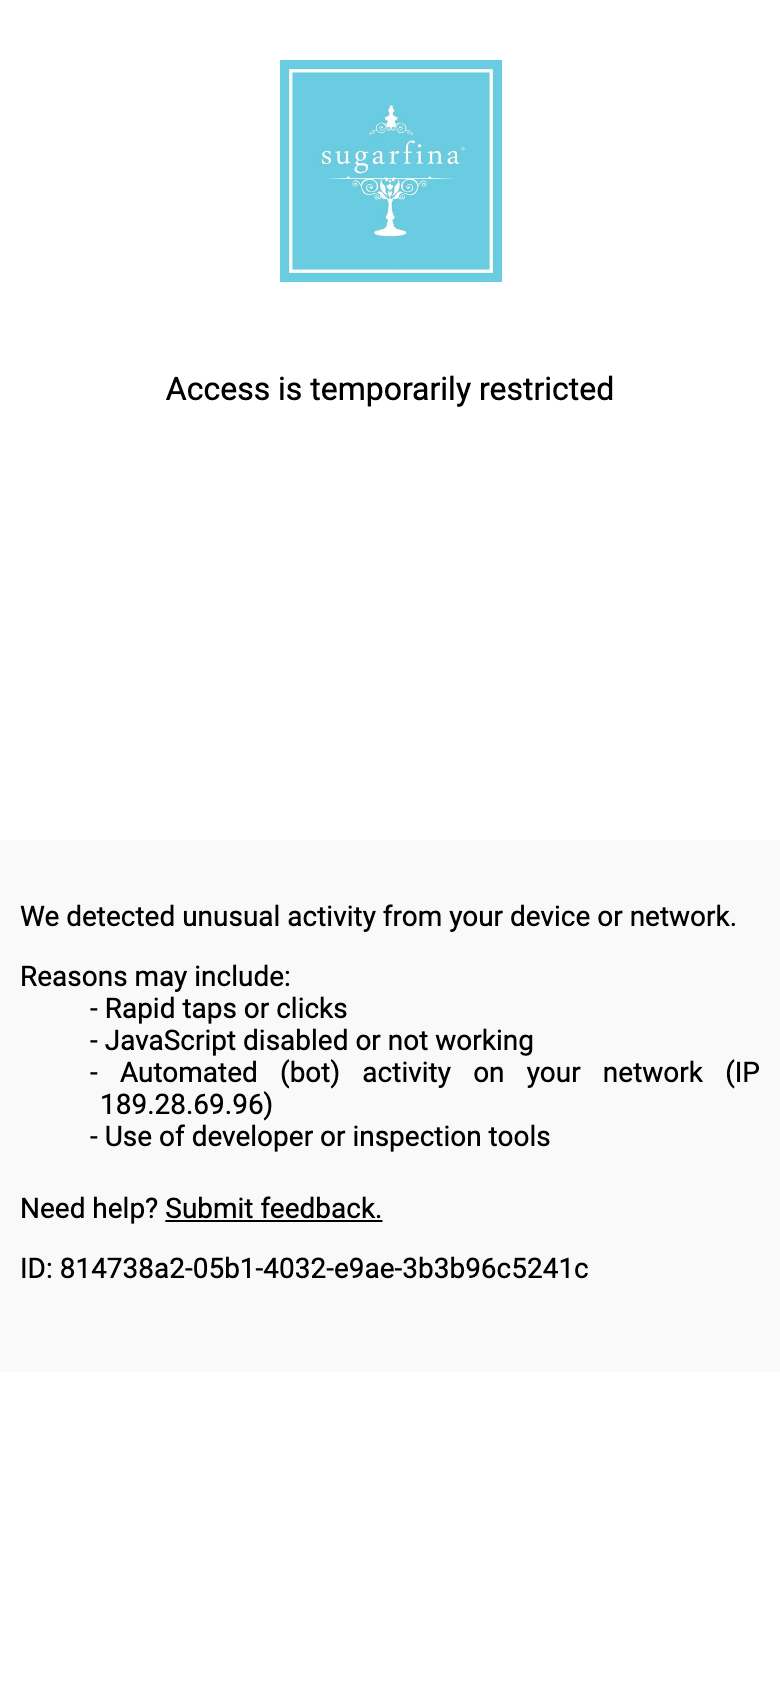 sugarfina
Access is temporarily restricted
We detected unusual activity from your device or network.
Reasons may include:
- Rapid taps or clicks
- JavaScript disabled or not working
- Automated (bot) activity on your network (IP
189.28.69.96)
- Use of developer or inspection tools
Need help? Submit feedback.
ID: 814738a2-05b1-4032-e9ae-3b3b96c5241c